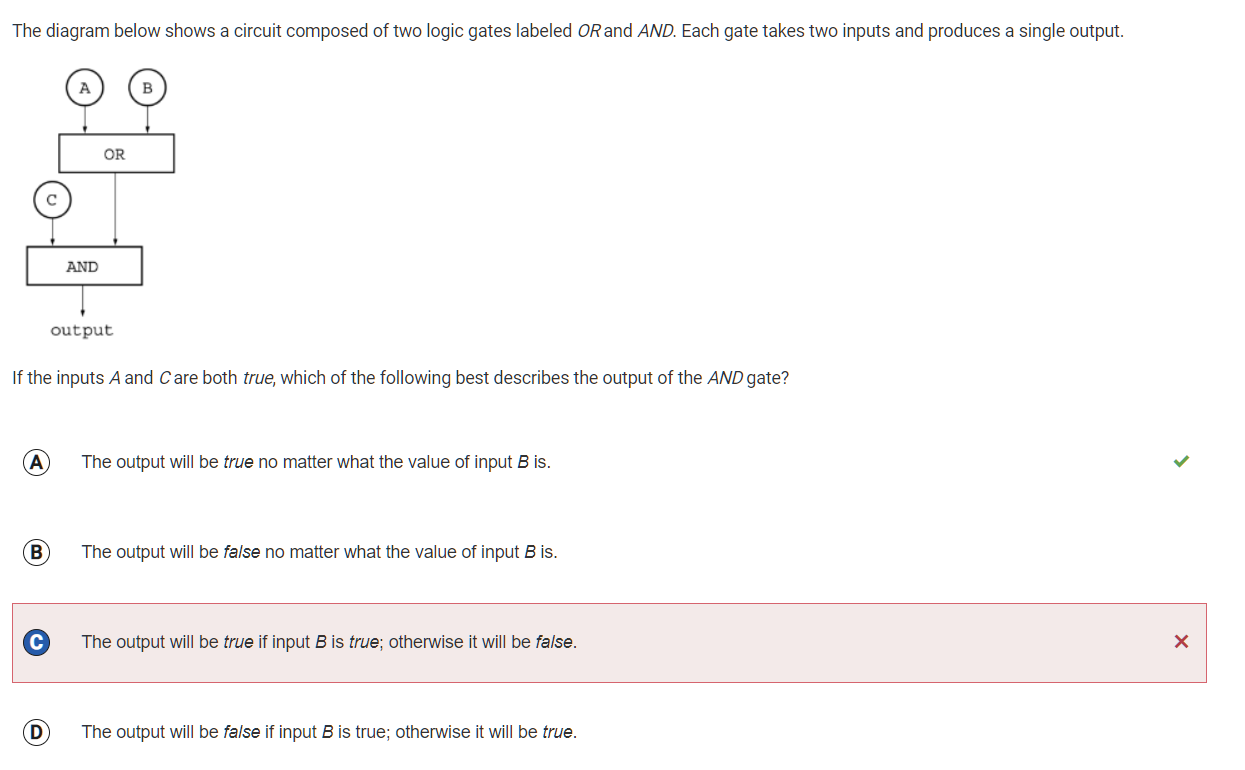 The diagram below shows a circuit composed of two logic gates labeled OR and AND. Each gate takes two inputs and produces a single output.
A B
OR
C
AND
output
If the inputs A and C are both true, which of the following best describes the output of the AND gate?
A The output will be true no matter what the value of input B is.
B The output will be false no matter what the value of input B is.
C The output will be true if input B is true; otherwise it will be false.
D The output will be false if input B is true; otherwise it will be true.